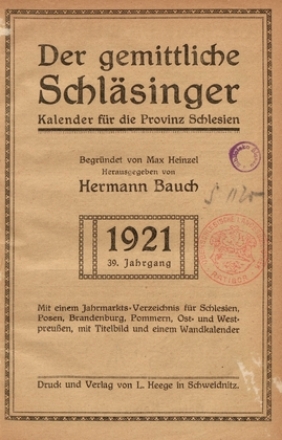 Der gemittliche
Schläsinger
Kalender für die Provinz Schlesien
Begründet von Max Heinzel
Herausgegeben von
Hermann Bauch
1921
39. Jahrgang
Mit einem Jahrmarkts-Verzeichnis für Schlesien,
Posen, Brandenburg, Pommern, Ost- und West-
preußen, mit Titelbild und einem Wandkalender
Druck und Verlag von L. Heege in Schweidnitz.